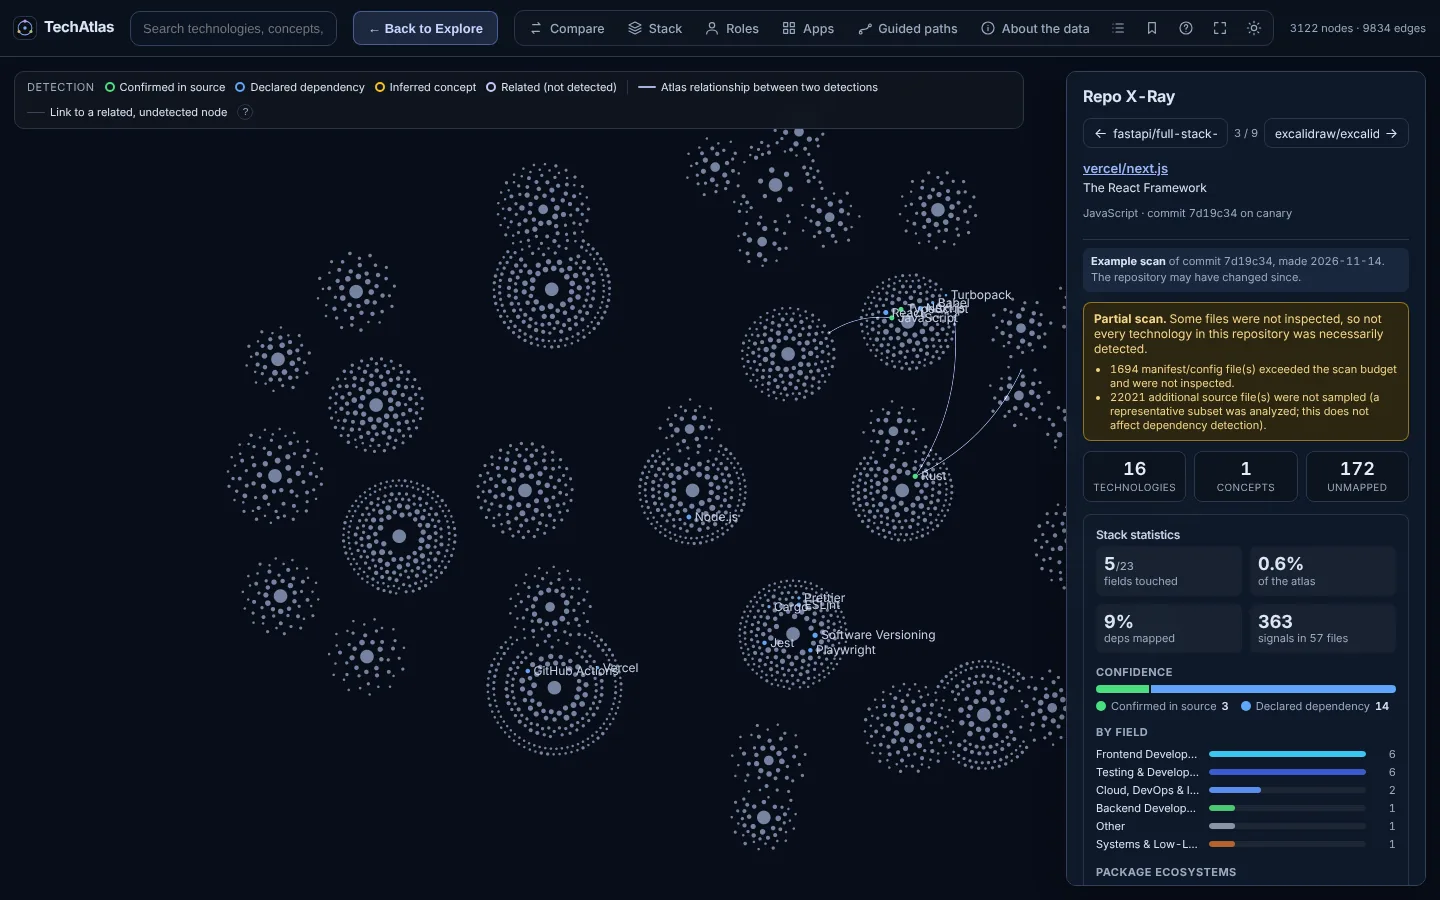 TechAtlas
Search technologies, concepts,
← Back to Explore
Compare
Stack
Roles
Apps
Guided paths
About the data
3122 nodes · 9834 edges
DETECTION
Confirmed in source
Declared dependency
Inferred concept
Related (not detected)
Atlas relationship between two detections
Link to a related, undetected node
?
Turbopack
Babel
React
JavaScript
Rust
Node.js
Prettier
Cargo
ESLint
Software Versioning
Jest
Playwright
GitHub Actions
Vercel
Repo X-Ray
← fastapi/full-stack-
3 / 9
excalidraw/excalid →
vercel/next.js
The React Framework
JavaScript · commit 7d19c34 on canary
Example scan of commit 7d19c34, made 2026-11-14.
The repository may have changed since.
Partial scan. Some files were not inspected, so not
every technology in this repository was necessarily
detected.
• 1694 manifest/config file(s) exceeded the scan budget
and were not inspected.
• 22021 additional source file(s) were not sampled (a
representative subset was analyzed; this does not
affect dependency detection).
16
TECHNOLOGIES
1
CONCEPTS
172
UNMAPPED
Stack statistics
5/23
fields touched
0.6%
of the atlas
9%
deps mapped
363
signals in 57 files
CONFIDENCE
Confirmed in source 3
Declared dependency 14
BY FIELD
Frontend Develop... 6
Testing & Develop... 6
Cloud, DevOps & I... 2
Backend Develop... 1
Other 1
Systems & Low-L... 1
PACKAGE ECOSYSTEMS